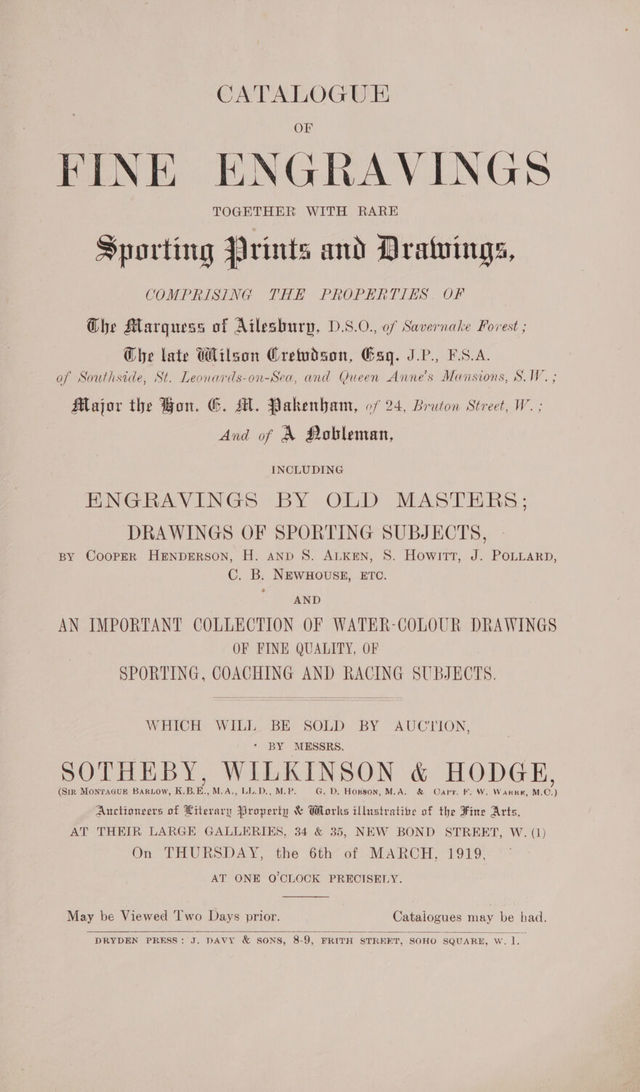 CATALOGUE
OF
FINE ENGRAVINGS
TOGETHER WITH RARE
Sporting Prints and Drawings,
COMPRISING THE PROPERTIES OF
The Marquess of Ailesbury, D.S.O., of Savernake Forest;
The late Wilson Crewdson, Esq. J.P., F.S.A.
of Southside, St. Leonards-on-Sea, and Queen Anne's Mansions, S.W.;
Major the Hon. E. M. Pakenham, of 24, Bruton Street, W.;
And of A Nobleman,
INCLUDING
ENGRAVINGS BY OLD MASTERS;
DRAWINGS OF SPORTING SUBJECTS,
BY COOPER HENDERSON, H. AND S. ALKEN, S. HOWITT, J. POLLARD,
C. B. NEWHOUSE, ETC.
AND
AN IMPORTANT COLLECTION OF WATER-COLOUR DRAWINGS
OF FINE QUALITY, OF
SPORTING, COACHING AND RACING SUBJECTS.
WHICH WILL BE SOLD BY AUCTION,
BY MESSRS.
SOTHEBY, WILKINSON & HODGE,
(SIR MONTAGUE BARLOW, K.B.E., M.A., LL.D., M.P. G. D. HOBSON, M.A. & CAPT. F. W. WARRE, M.C.)
Auctioneers of Literary Property & Works illustrative of the Fine Arts,
AT THEIR LARGE GALLERIES, 34 & 35, NEW BOND STREET, W. (1)
On THURSDAY, the 6th of MARCH, 1919,
AT ONE O'CLOCK PRECISELY.
May be Viewed Two Days prior. Catalogues may be had.
DRYDEN PRESS: J. DAVY & SONS, 8-9, FRITH STREET, SOHO SQUARE, W. 1.